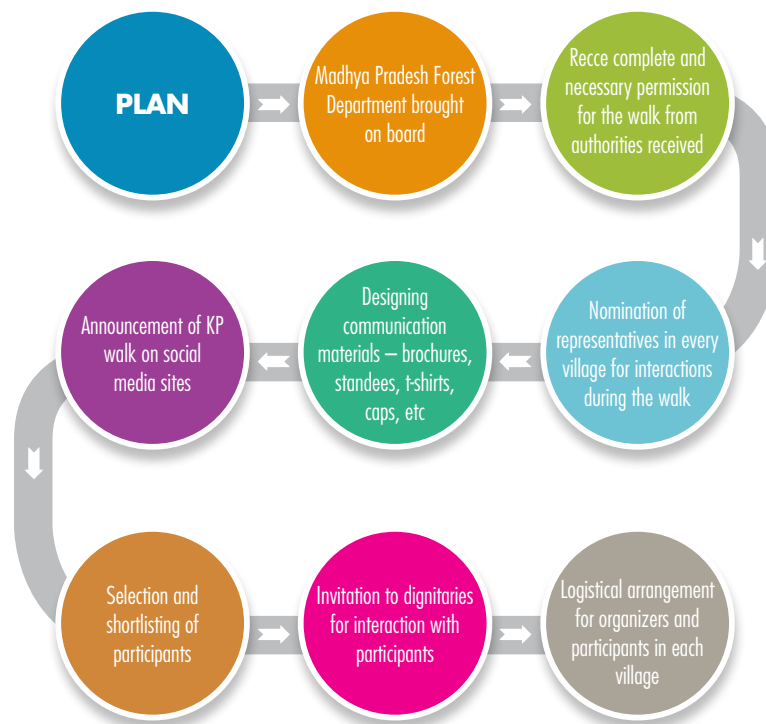 PLAN
Madhya Pradesh Forest
Department brought
on board
Recce complete and
necessary permission
for the walk from
authorities received
Nomination of
representatives in every
village for interactions
during the walk
Designing
communication
materials – brochures,
standees, t-shirts,
caps, etc
Announcement of KP
walk on social
media sites
Selection and
shortlisting of
participants
Invitation to dignitaries
for interaction with
participants
Logistical arrangement
for organizers and
participants in each
village